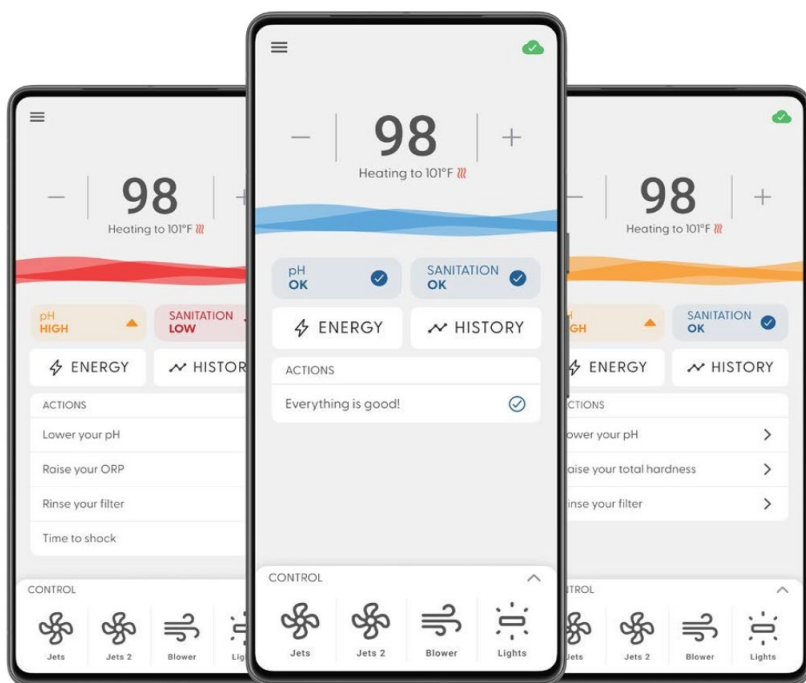 98
Heating to 101°F
pH
HIGH
SANITATION
LOW
ENERGY
HISTOR
ACTIONS
Lower your pH
Raise your ORP
Rinse your filter
Time to shock
CONTROL
Jets
Jets 2
Blower
Lig
98
Heating to 101°F
pH
OK
SANITATION
OK
ENERGY
HISTORY
ACTIONS
Everything is good!
CONTROL
Jets
Jets 2
Blower
Lights
98
Heating to 101°F
GH
SANITATION
OK
ENERGY
HISTORY
CTIONS
ower your pH
aise your total hardness
inse your filter
TROL
Jets
Jets 2
Blower
Lights